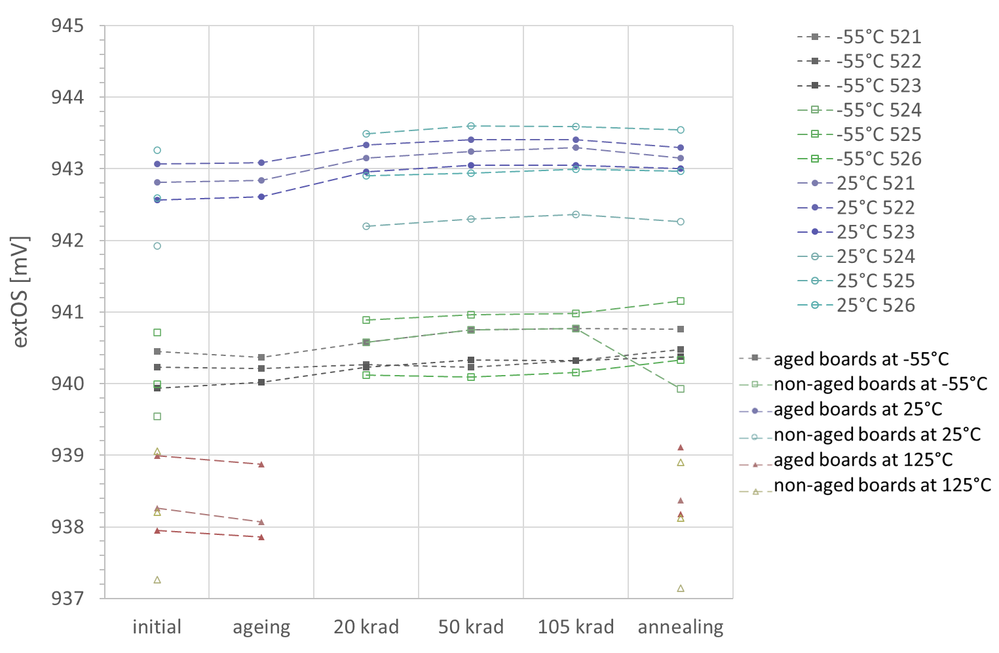 945
944
943
942
941
940
939
938
937
extOS [mV]
initial
ageing
20 krad
50 krad
105 krad
annealing
-55°C 521
-55°C 522
-55°C 523
-55°C 524
-55°C 525
-55°C 526
25°C 521
25°C 522
25°C 523
25°C 524
25°C 525
25°C 526
aged boards at -55°C
non-aged boards at -55°C
aged boards at 25°C
non-aged boards at 25°C
aged boards at 125°C
non-aged boards at 125°C